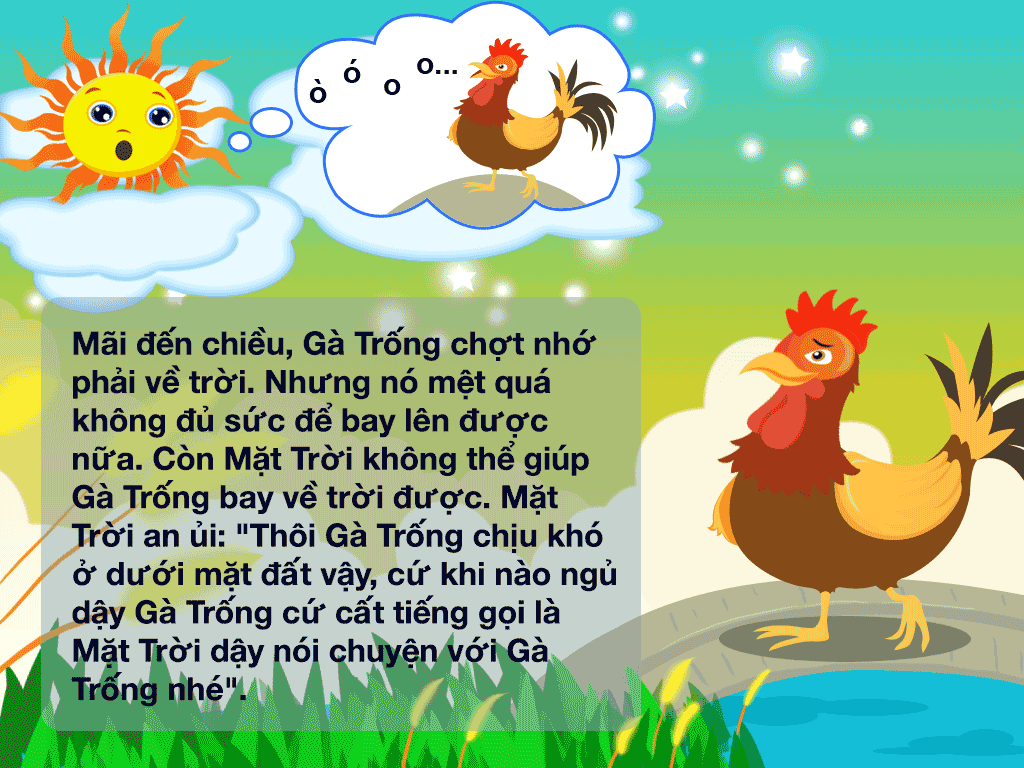 ò ó o o...
Mãi đến chiều, Gà Trống chợt nhớ
phải về trời. Nhưng nó mệt quá
không đủ sức để bay lên được
nữa. Còn Mặt Trời không thể giúp
Gà Trống bay về trời được. Mặt
Trời an ủi: "Thôi Gà Trống chịu khó
ở dưới mặt đất vậy, cứ khi nào ngủ
dậy Gà Trống cứ cất tiếng gọi là
Mặt Trời dậy nói chuyện với Gà
Trống nhé".